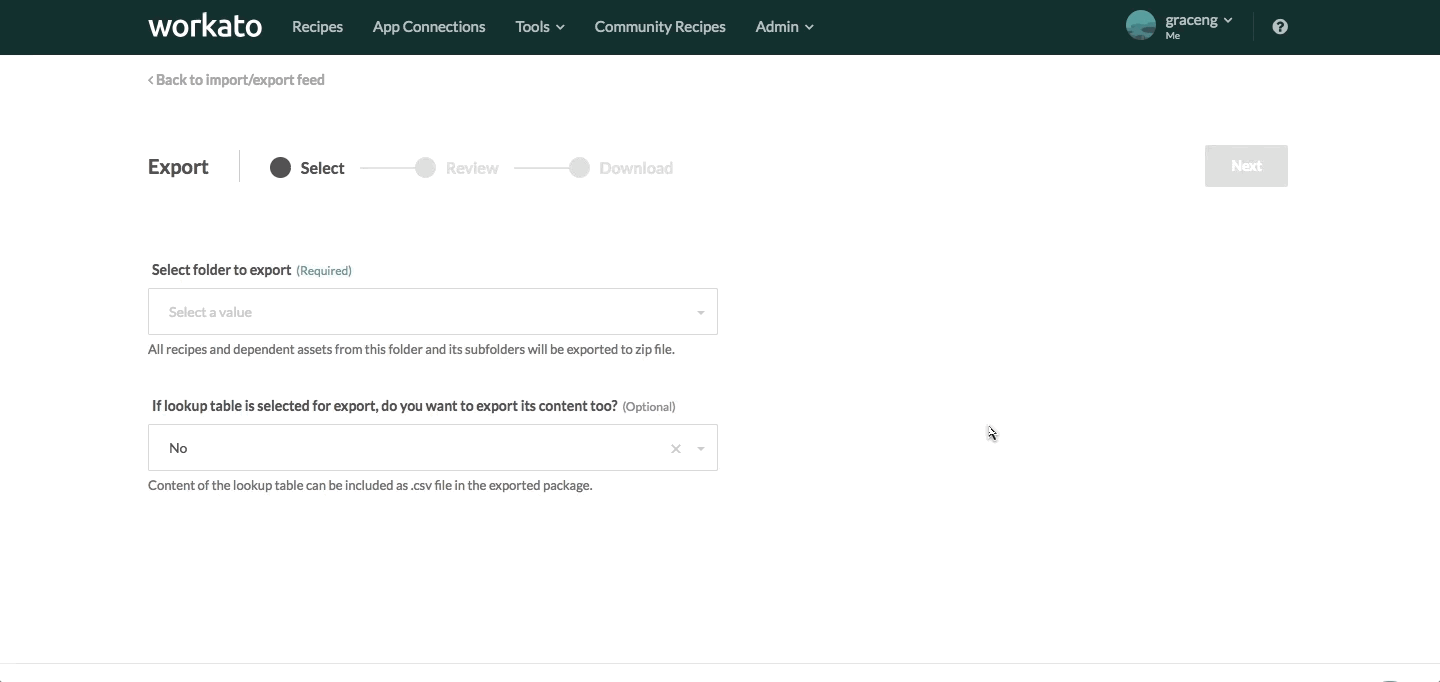 workato Recipes App Connections Tools Community Recipes Admin graceng
Me
Back to import/export feed
Export Select Review Download Next
Select folder to export (Required)
Select a value
All recipes and dependent assets from this folder and its subfolders will be exported to zip file.
If lookup table is selected for export, do you want to export its content too? (Optional)
No
Content of the lookup table can be included as .csv file in the exported package.